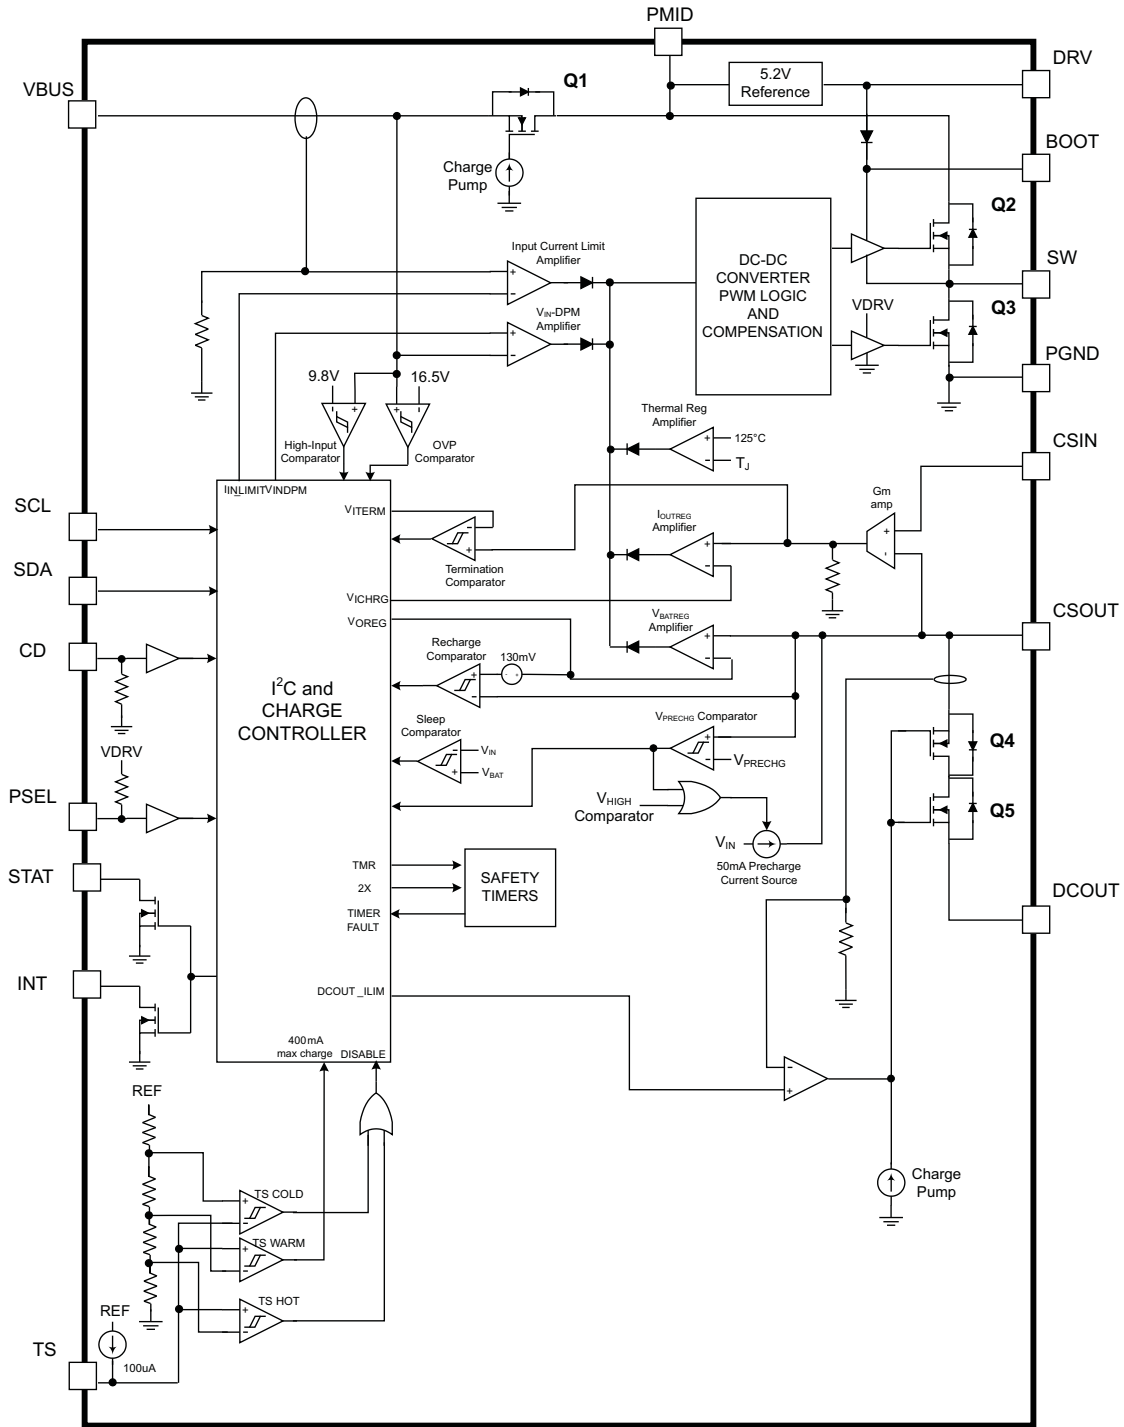 PMID
DRV
VBUS
Q1
5.2V
Reference
BOOT
Charge
Pump
Q2
Input Current Limit
Amplifier
DC-DC
CONVERTER
PWM LOGIC
AND
COMPENSATION
SW
+
-
VIN-DPM
Amplifier
+
-
VDRV
Q3
PGND
9.8V
16.5V
-
+
+
-
High-Input
Comparator
OVP
Comparator
Thermal Reg
Amplifier
+
-
125°C
TJ
CSIN
IIN_LIMIT
VINDPM
Gm
amp
+
-
SCL
VITERM
-
+
Termination
Comparator
IOUTREG
Amplifier
+
-
SDA
VICHRG
VOREG
VBATREG
Amplifier
+
-
CSOUT
CD
Recharge
Comparator
130mV
- +
+
-
I2C and
CHARGE
CONTROLLER
Sleep
Comparator
-
+
VIN
VBAT
VPRECHG Comparator
+
-
VPRECHG
Q4
VDRV
PSEL
VHIGH
Comparator
Q5
VIN
50mA Precharge
Current Source
STAT
TMR
2X
TIMER
FAULT
SAFETY
TIMERS
DCOUT
INT
DCOUT_ILIM
400mA
max charge
DISABLE
-
+
REF
Charge
Pump
TS COLD
+
-
TS WARM
+
-
TS HOT
+
-
REF
TS
100uA